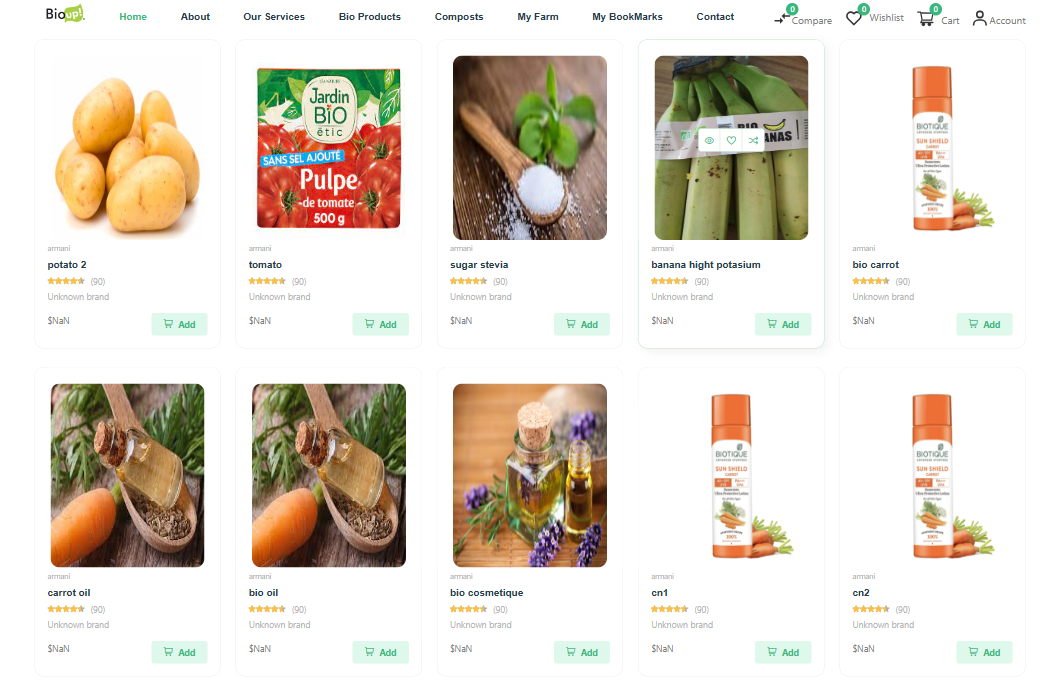 Bioup!
Home
About
Our Services
Bio Products
Composts
My Farm
My BookMarks
Contact
0
Compare
0
Wishlist
0
Cart
Account
Jardin
BiO
étic
SANS SEL AJOUTÉ
Pulpe
de tomate
500 g
BIO
ANAS
BIOTIQUE
SUN SHIELD
CARROT
armani
potato 2
(90)
Unknown brand
$NaN
Add
armani
tomato
(90)
Unknown brand
$NaN
Add
armani
sugar stevia
(90)
Unknown brand
$NaN
Add
armani
banana hight potasium
(90)
Unknown brand
$NaN
Add
armani
bio carrot
(90)
Unknown brand
$NaN
Add
BIOTIQUE
SUN SHIELD
CARROT
BIOTIQUE
SUN SHIELD
CARROT
armani
carrot oil
(90)
Unknown brand
$NaN
Add
armani
bio oil
(90)
Unknown brand
$NaN
Add
armani
bio cosmetique
(90)
Unknown brand
$NaN
Add
armani
cn1
(90)
Unknown brand
$NaN
Add
armani
cn2
(90)
Unknown brand
$NaN
Add